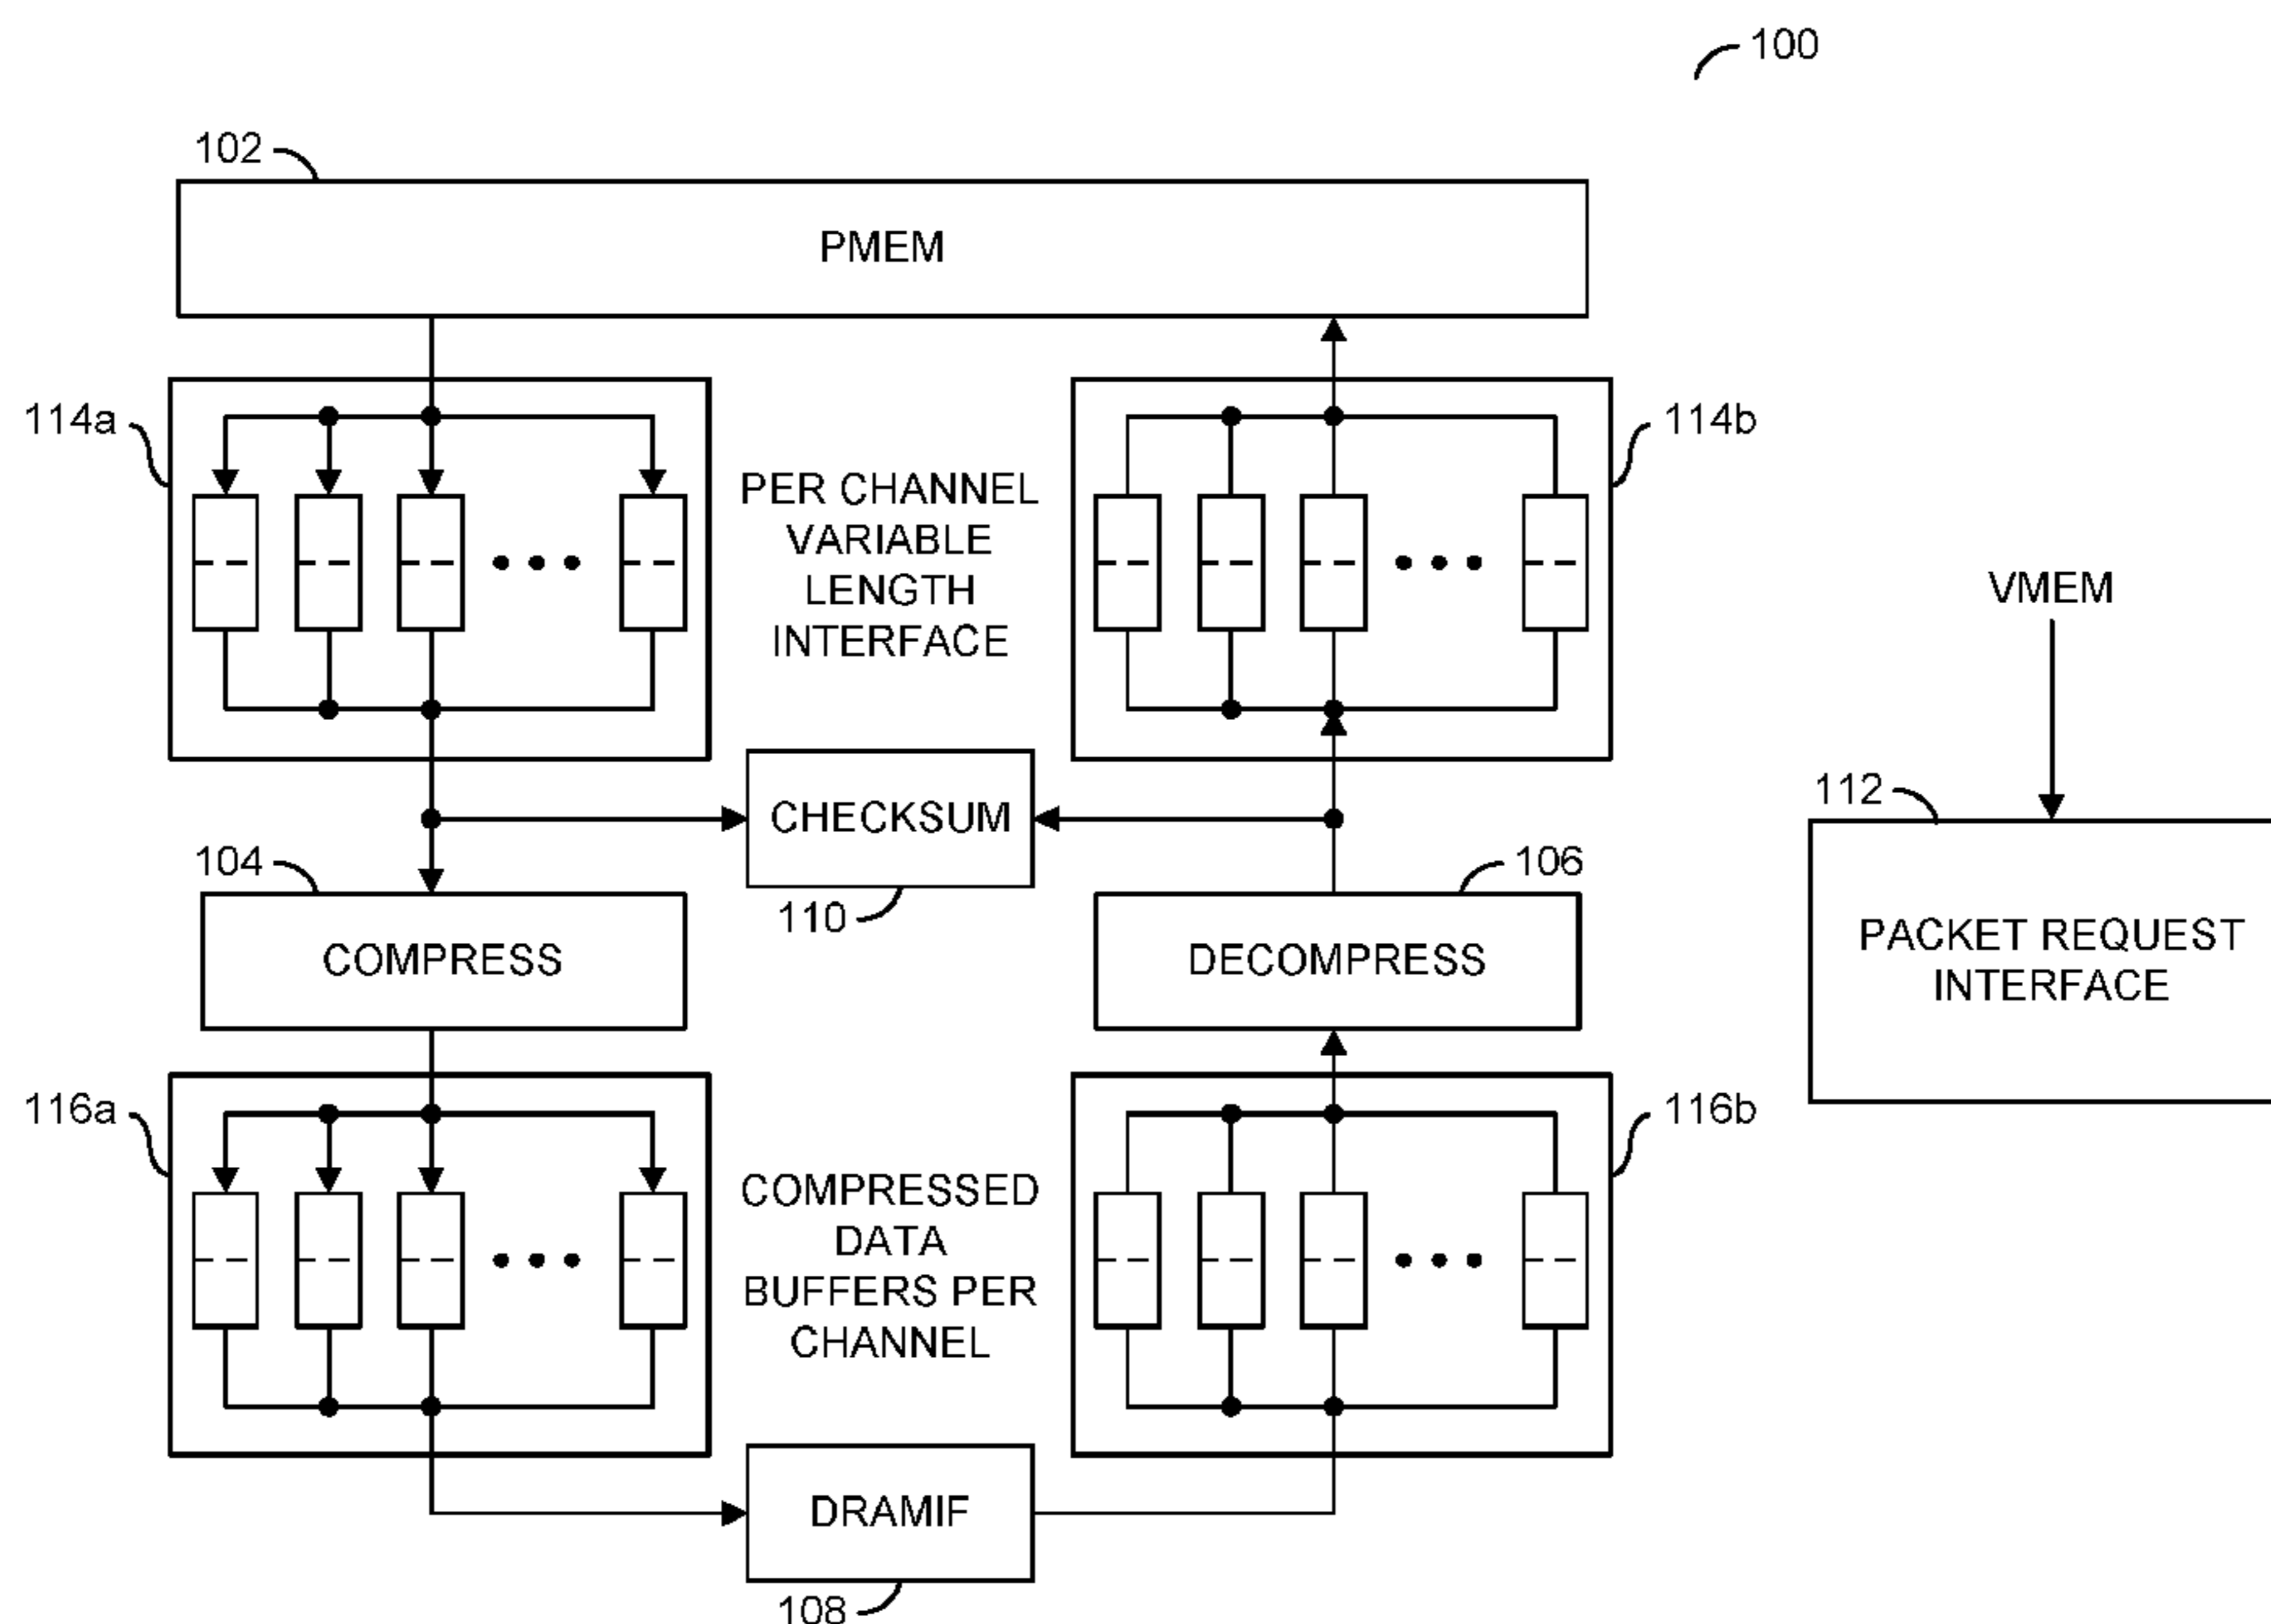 100
102
PMEM
114a
PER CHANNEL
VARIABLE
LENGTH
INTERFACE
114b
VMEM
112
PACKET REQUEST
INTERFACE
CHECKSUM
110
104
COMPRESS
106
DECOMPRESS
116a
COMPRESSED
DATA
BUFFERS PER
CHANNEL
116b
DRAMIF
108